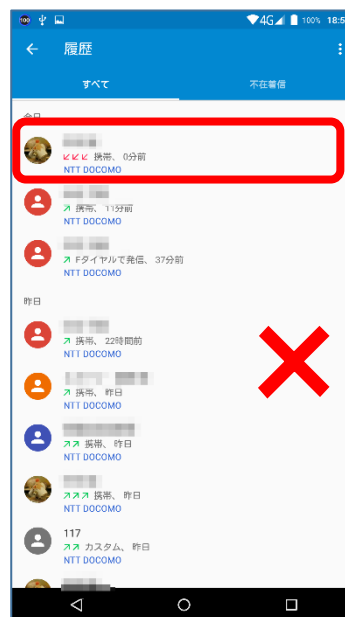 100 4G 100% 18:5
履歴
すべて 不在着信
今日
携帯、 0分前
NTT DOCOMO
携帯、 11分前
NTT DOCOMO
Fダイヤルで発信、 37分前
NTT DOCOMO
昨日
携帯、 22時間前
NTT DOCOMO
携帯、 昨日
NTT DOCOMO
携帯、 昨日
NTT DOCOMO
携帯、 昨日
NTT DOCOMO
117
カスタム、 昨日
NTT DOCOMO